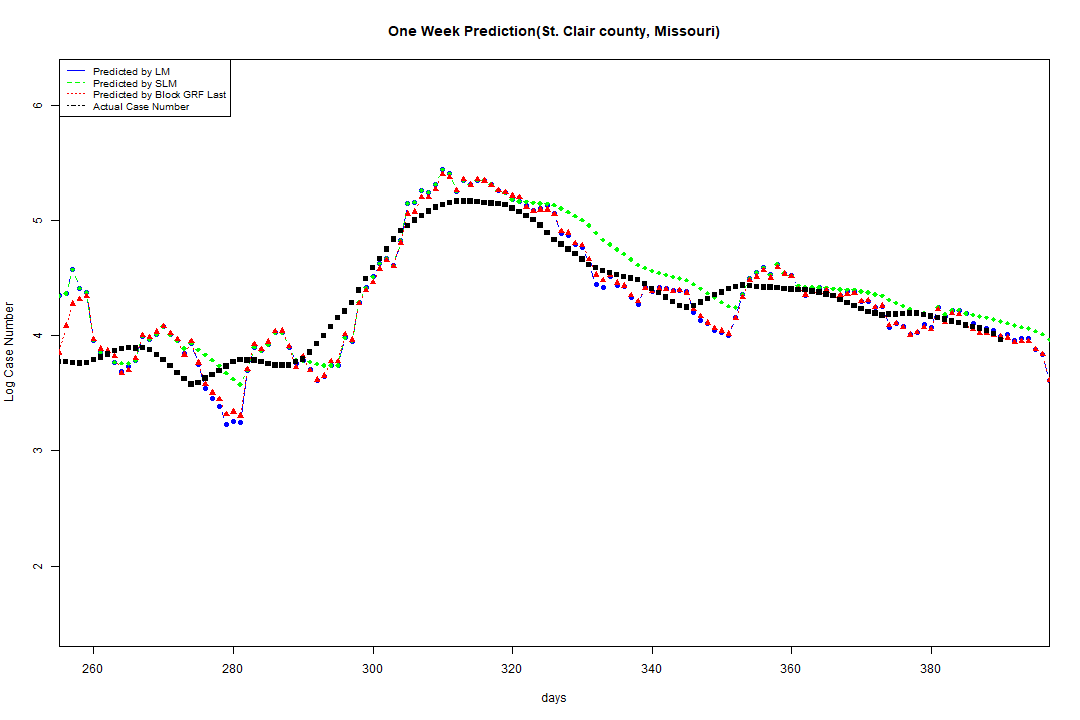 One Week Prediction(St. Clair county, Missouri)
Predicted by LM
Predicted by SLM
Predicted by Block GRF Last
Actual Case Number
6
5
4
3
2
Log Case Number
260 280 300 320 340 360 380
days